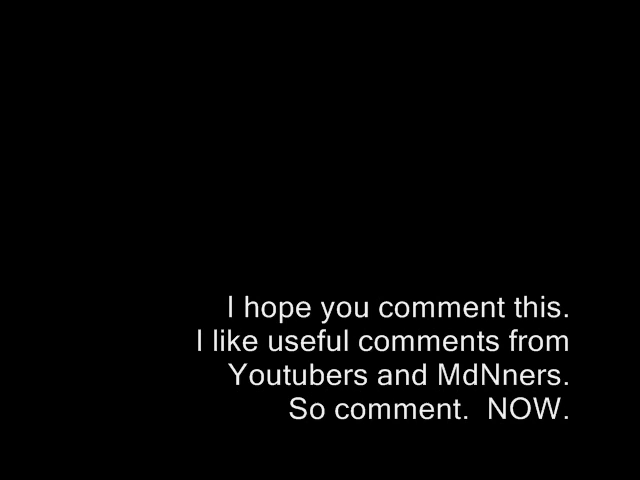 I hope you comment this.
I like useful comments from
Youtubers and MdNners.
So comment.  NOW.